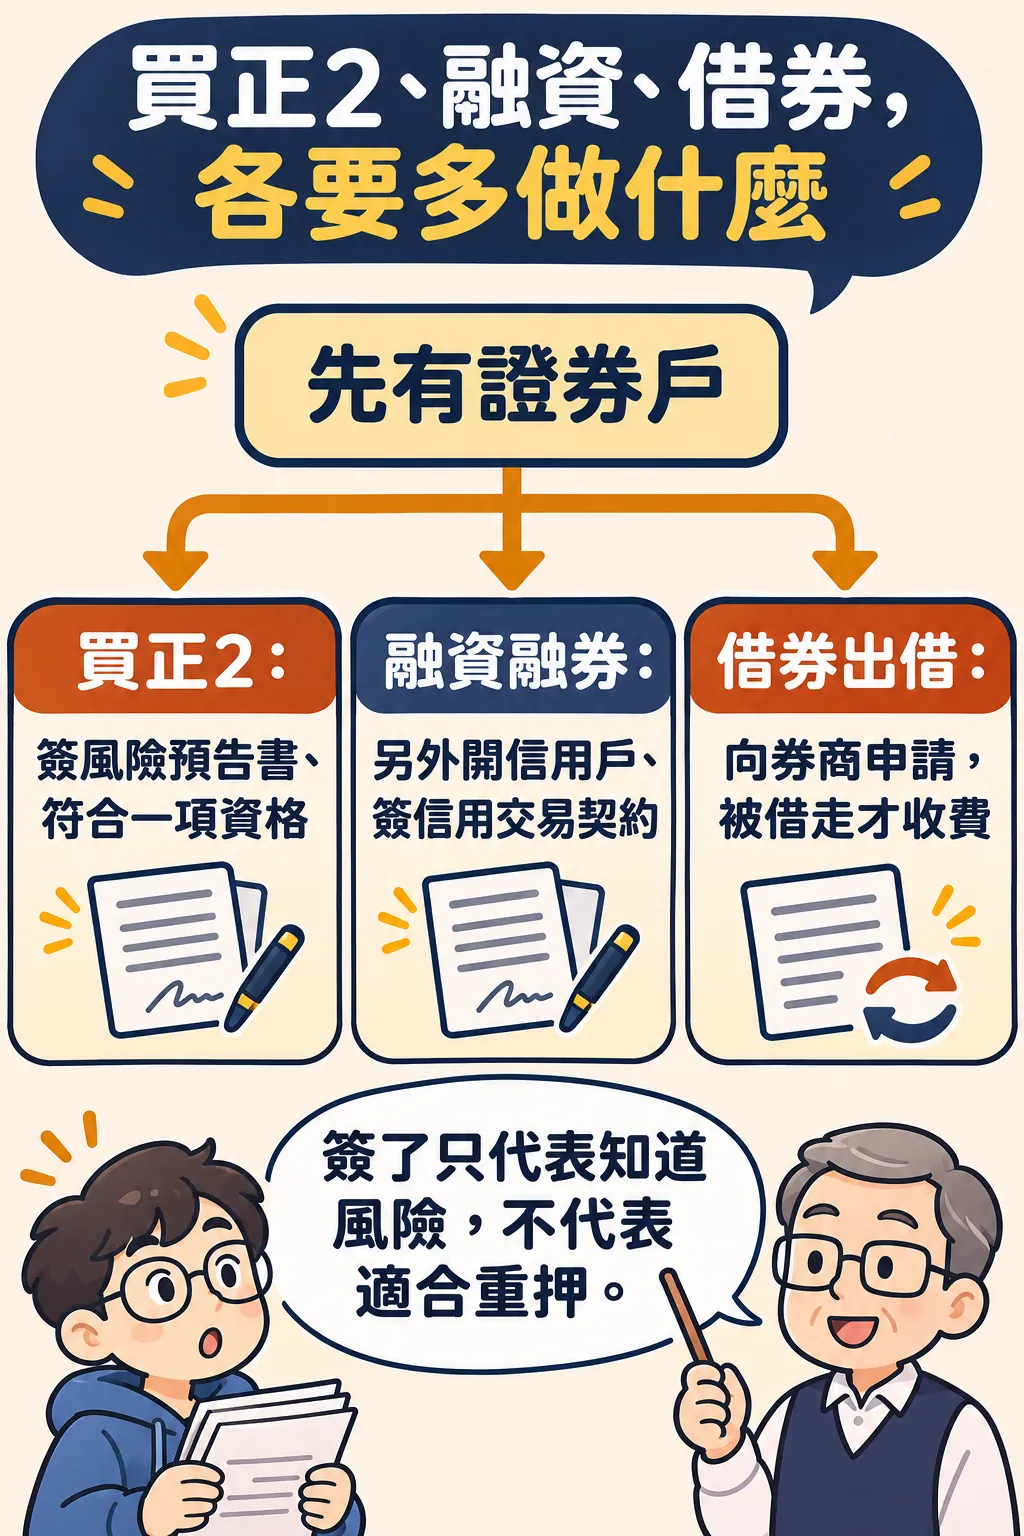 買正2、融資、借券，
各要多做什麼
先有證券戶
買正2：
簽風險預告書、
符合一項資格
融資融券：
另外開信用戶、
簽信用交易契約
借券出借：
向券商申請，
被借走才收費
簽了只代表知道
風險，不代表
適合重押。